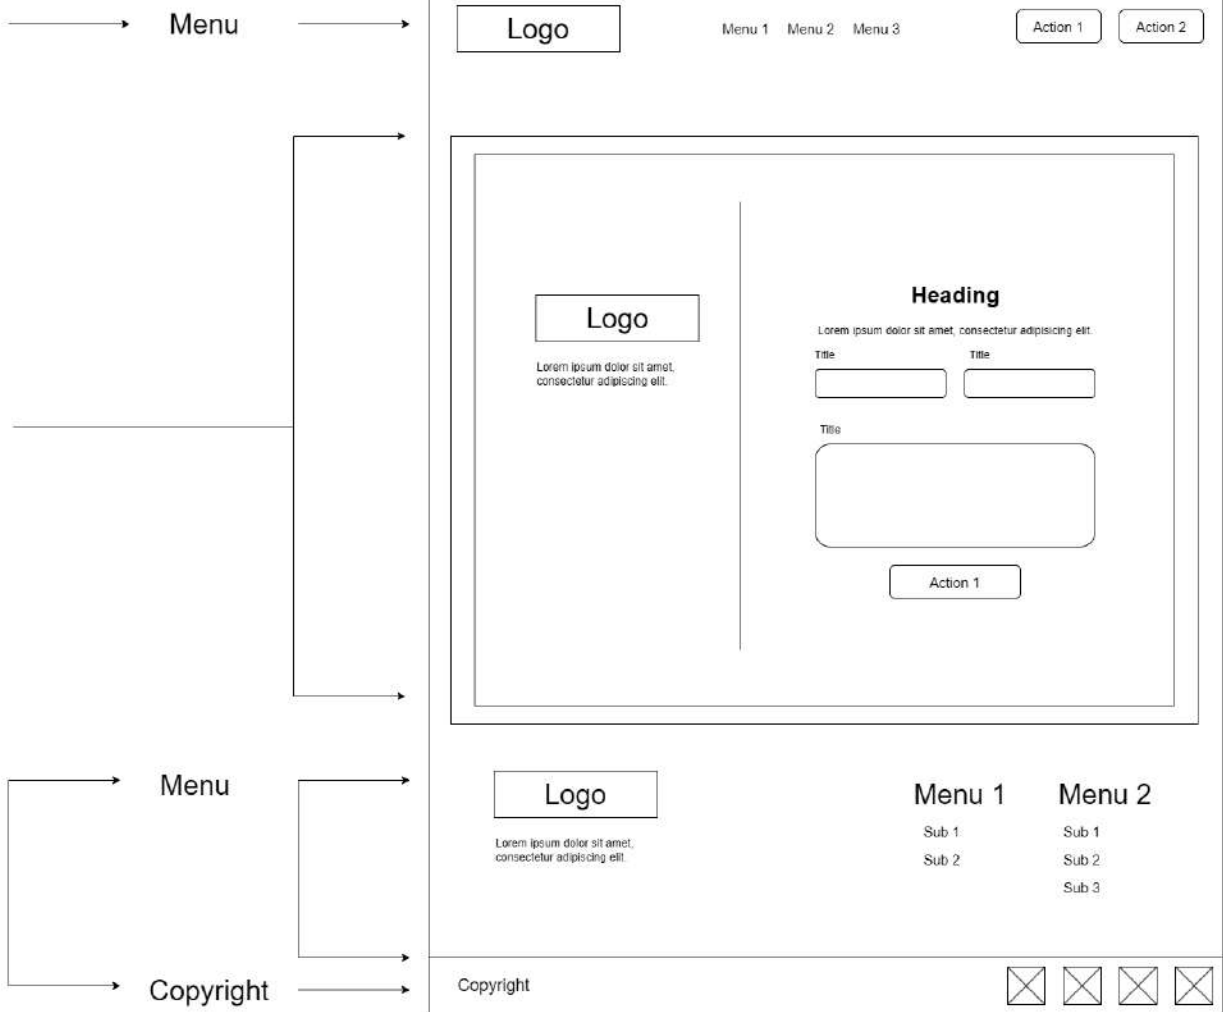 Menu
Logo
Menu 1 Menu 2 Menu 3
Action 1
Action 2
Logo
Lorem ipsum dolor sit amet,
consectetur adipiscing elit.
Heading
Lorem ipsum dolor sit amet, consectetur adipisicing elit.
Title
Title
Title
Action 1
Menu
Logo
Lorem ipsum dolor sit amet,
consectetur adipiscing elit.
Menu 1
Sub 1
Sub 2
Menu 2
Sub 1
Sub 2
Sub 3
Copyright
Copyright